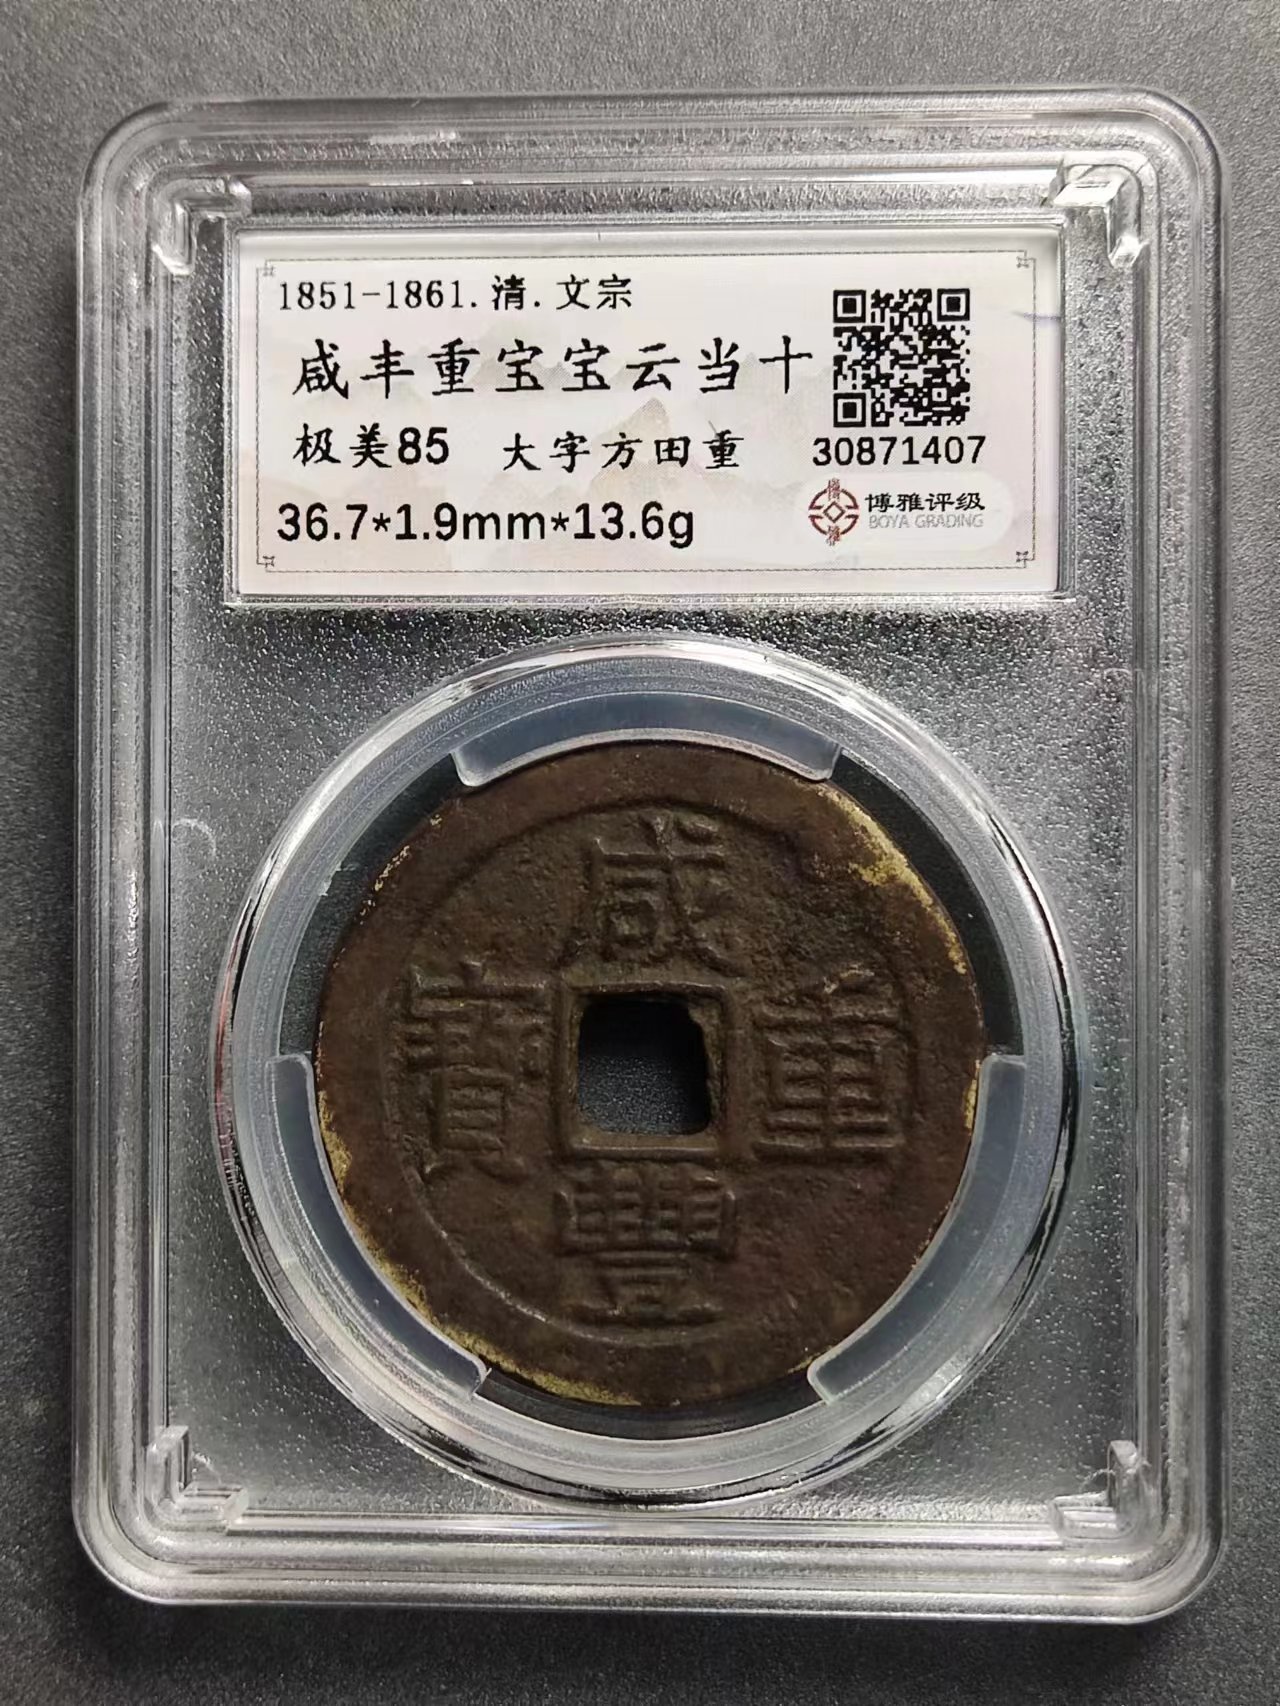 1851-1861.清.文宗
咸丰重宝宝云当十
极美85 大字方田重
30871407
36.7*1.9mm*13.6g
博雅评级
BOYA GRADING
咸
寶 重
豐